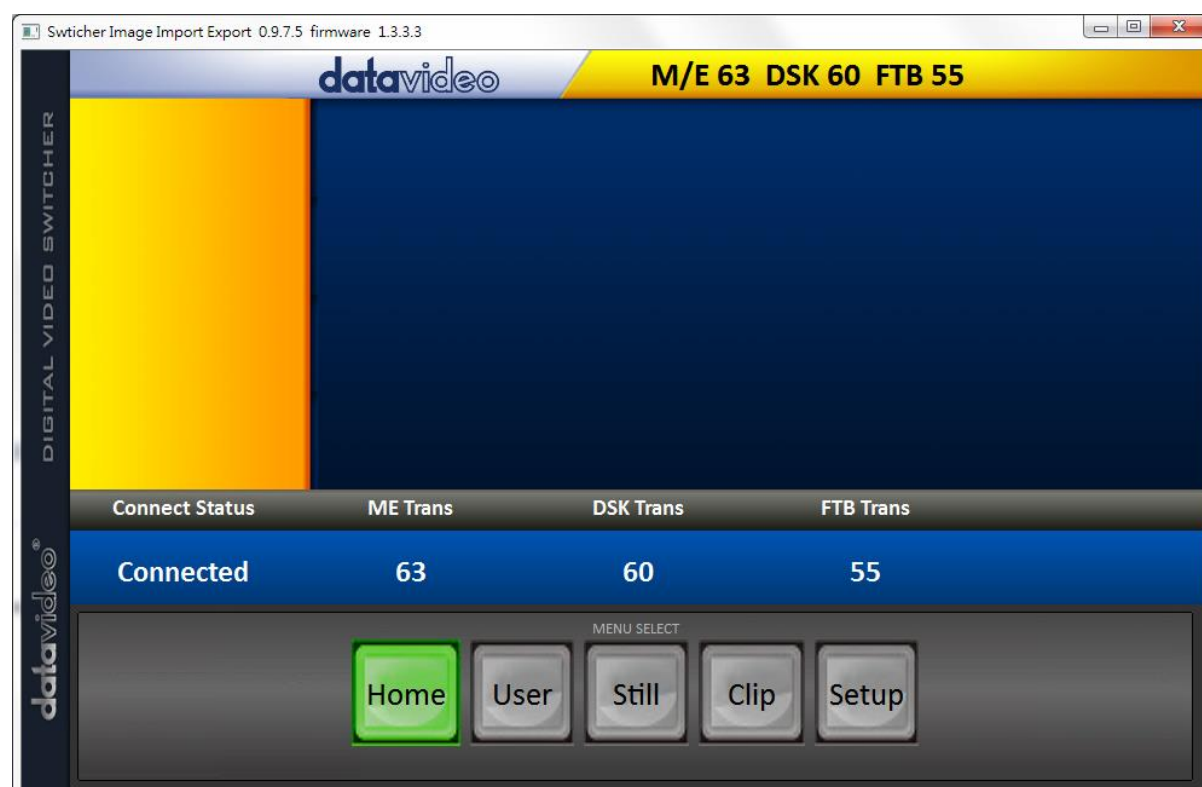 Swticher Image Import Export 0.9.7.5 firmware 1.3.3.3
datavideo
M/E 63 DSK 60 FTB 55
DIGITAL VIDEO SWITCHER
datavideo®
Connect Status ME Trans DSK Trans FTB Trans
Connected 63 60 55
MENU SELECT
Home User Still Clip Setup